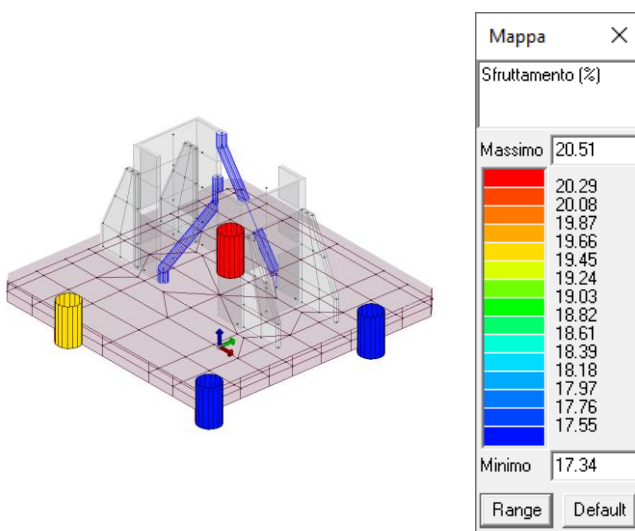 Mappa
Sfruttamento (%)
Massimo 20.51
20.29
20.08
19.87
19.66
19.45
19.24
19.03
18.82
18.61
18.39
18.18
17.97
17.76
17.55
Minimo 17.34
Range Default